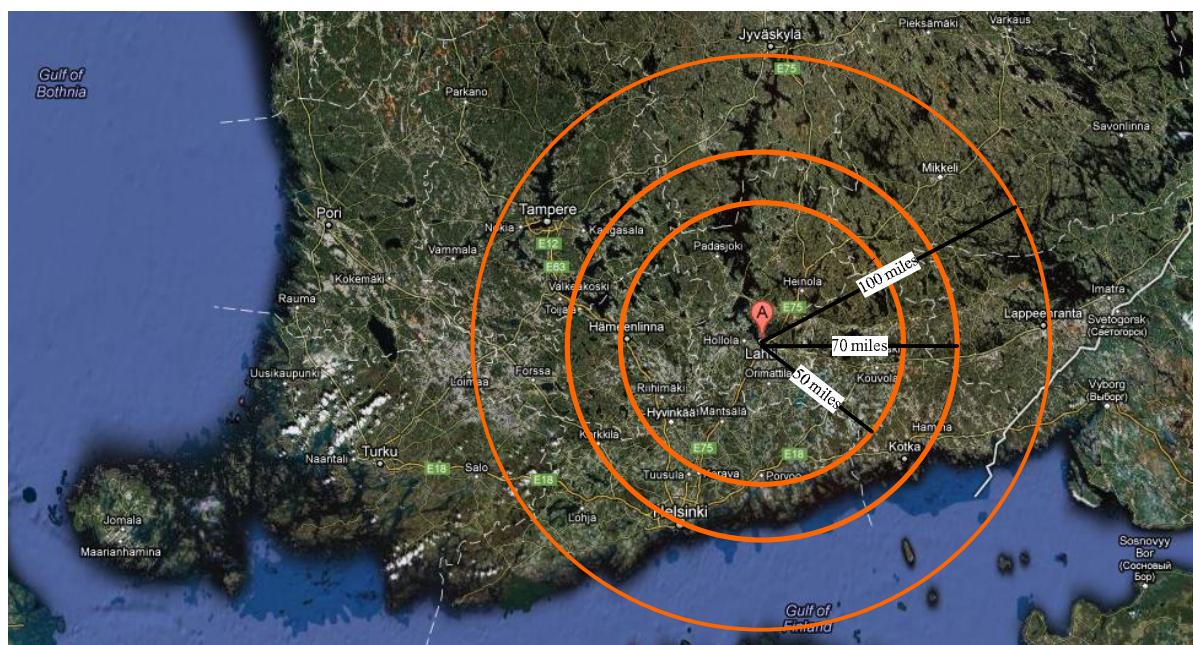 Jyväskylä
Pieksämäki
Varkaus
E75
Gulf of
Bothnia
Parkano
Savonlinna
Mikkeli
Pori
Tampere
Nokia
Kangasala
E12
E63
Vammala
Padasjoki
Kokemäki
Valkeakoski
Heinola
100 miles
Imatra
Rauma
Toijala
E75
A
Hämeenlinna
Lappeenranta
Svetogorsk
(Светогорск)
Hollola
70 miles
Uusikaupunki
Loimaa
Forssa
Orimattila
Kouvola
50 miles
Riihimäki
Vyborg
(Выборг)
Hyvinkää
Mäntsälä
Karkkila
Hamina
Turku
Naantali
E18
Salo
E75
E18
Kotka
Tuusula
Kerava
Porvoo
E18
E18
Lohja
Helsinki
Jomala
Maarianhamina
Sosnovyy
Bor
(Сосновый
Бор)
Gulf of
Finland